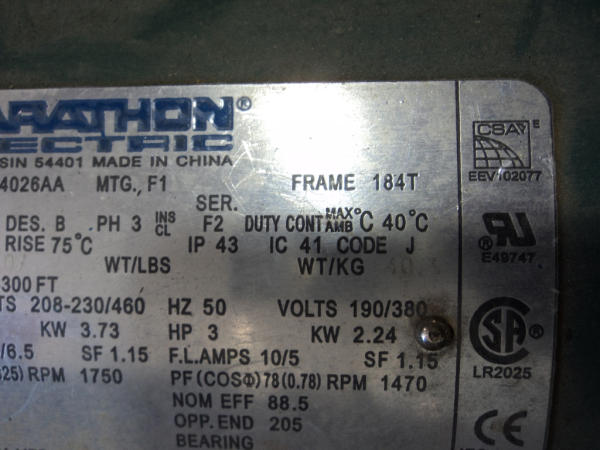 ARATHON®
ECTRIC
SIN 54401 MADE IN CHINA
4026AA MTG. F1 FRAME 184T
SER.
DES. B PH 3 INS CL F2 DUTY CONT MAX AMB °C 40°C
RISE 75°C IP 43 IC 41 CODE J
WT/LBS WT/KG
300 FT
TS 208-230/460 HZ 50 VOLTS 190/380
KW 3.73 HP 3 KW 2.24
/6.5 SF 1.15 F.L.AMPS 10/5 SF 1.15
825) RPM 1750 PF(COSΦ)78(0.78) RPM 1470
NOM EFF 88.5
OPP. END 205
BEARING
CSA E
EEV102077
E49747
SA
LR2025
CE